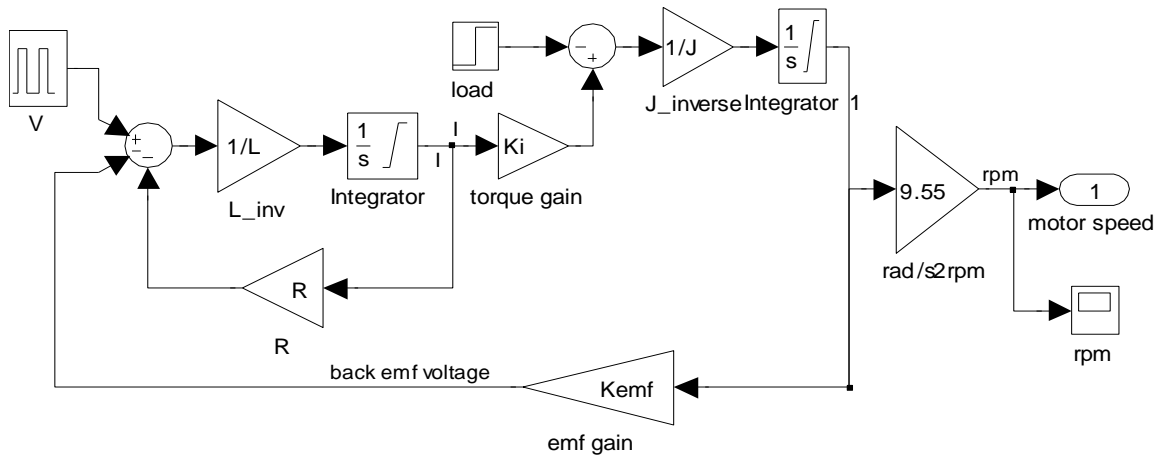 V
+
-
-
1/L
L_inv
1
s
Integrator
I
I
Ki
torque gain
load
-
+
1/J
J_inverse
1
s
Integrator 1
9.55
rad/s2rpm
rpm
1
motor speed
rpm
R
R
back emf voltage
Kemf
emf gain